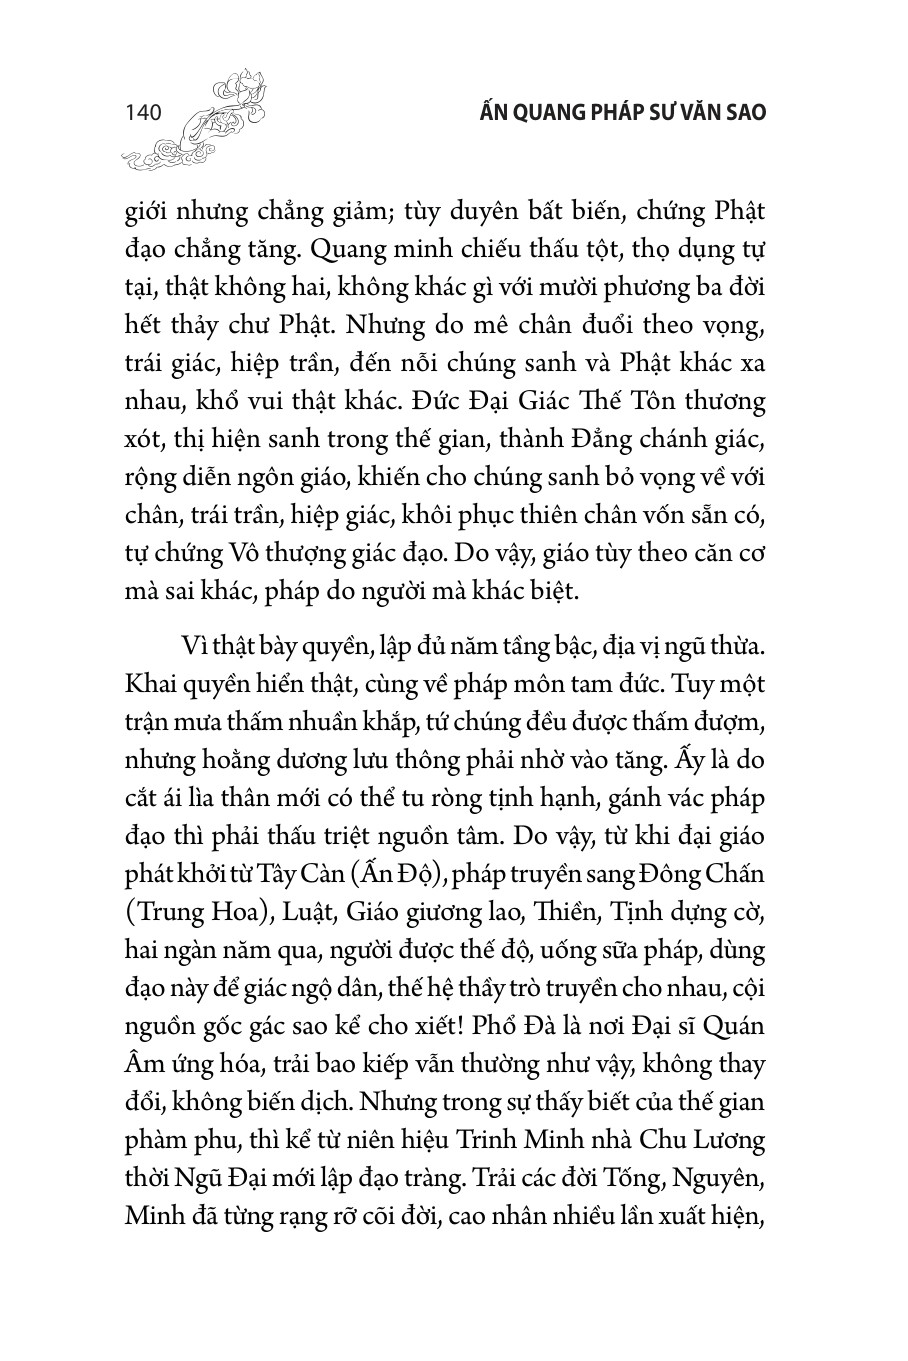 140
ẤN QUANG PHÁP SƯ VĂN SAO
giới nhưng chẳng giảm; tùy duyên bất biến, chứng Phật
đạo chẳng tăng. Quang minh chiếu thấu tột, thọ dụng tự
tại, thật không hai, không khác gì với mười phương ba đời
hết thảy chư Phật. Nhưng do mê chân đuổi theo vọng,
trái giác, hiệp trần, đến nỗi chúng sanh và Phật khác xa
nhau, khổ vui thật khác. Đức Đại Giác Thế Tôn thương
xót, thị hiện sanh trong thế gian, thành Đẳng chánh giác,
rộng diễn ngôn giáo, khiến cho chúng sanh bỏ vọng về với
chân, trái trần, hiệp giác, khôi phục thiên chân vốn sẵn có,
tự chứng Vô thượng giác đạo. Do vậy, giáo tùy theo căn cơ
mà sai khác, pháp do người mà khác biệt.
Vì thật bày quyền, lập đủ năm tầng bậc, địa vị ngũ thừa.
Khai quyền hiển thật, cùng về pháp môn tam đức. Tuy một
trận mưa thấm nhuần khắp, tứ chúng đều được thấm đượm,
nhưng hoằng dương lưu thông phải nhờ vào tăng. Ấy là do
cắt ái lìa thân mới có thể tu ròng tịnh hạnh, gánh vác pháp
đạo thì phải thấu triệt nguồn tâm. Do vậy, từ khi đại giáo
phát khởi từ Tây Càn (Ấn Độ), pháp truyền sang Đông Chấn
(Trung Hoa), Luật, Giáo giương lao, Thiền, Tịnh dựng cờ,
hai ngàn năm qua, người được thế độ, uống sữa pháp, dùng
đạo này để giác ngộ dân, thế hệ thầy trò truyền cho nhau, cội
nguồn gốc gác sao kể cho xiết! Phổ Đà là nơi Đại sĩ Quán
Âm ứng hóa, trải bao kiếp vẫn thường như vậy, không thay
đổi, không biến dịch. Nhưng trong sự thấy biết của thế gian
phàm phu, thì kể từ niên hiệu Trinh Minh nhà Chu Lương
thời Ngũ Đại mới lập đạo tràng. Trải các đời Tống, Nguyên,
Minh đã từng rạng rỡ cõi đời, cao nhân nhiều lần xuất hiện,